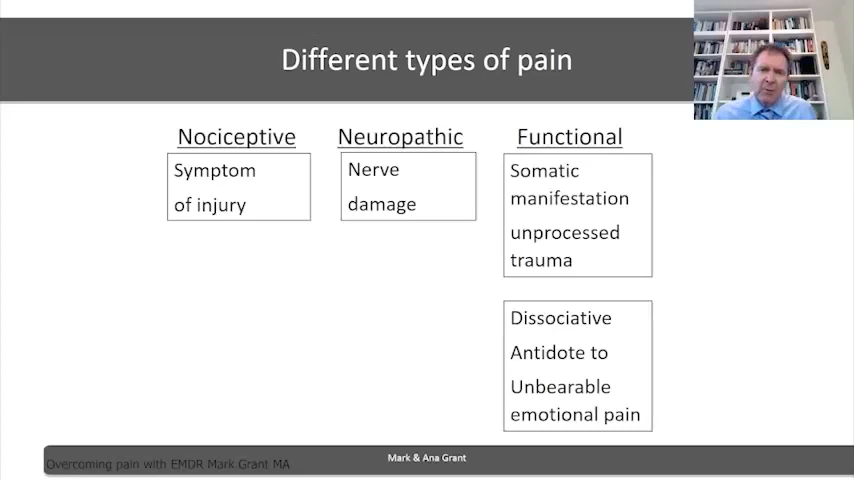 Different types of pain
Nociceptive
Symptom
of injury
Neuropathic
Nerve
damage
Functional
Somatic
manifestation
unprocessed
trauma
Dissociative
Antidote to
Unbearable
emotional pain
Mark & Ana Grant
Overcoming pain with EMDR Mark Grant MA